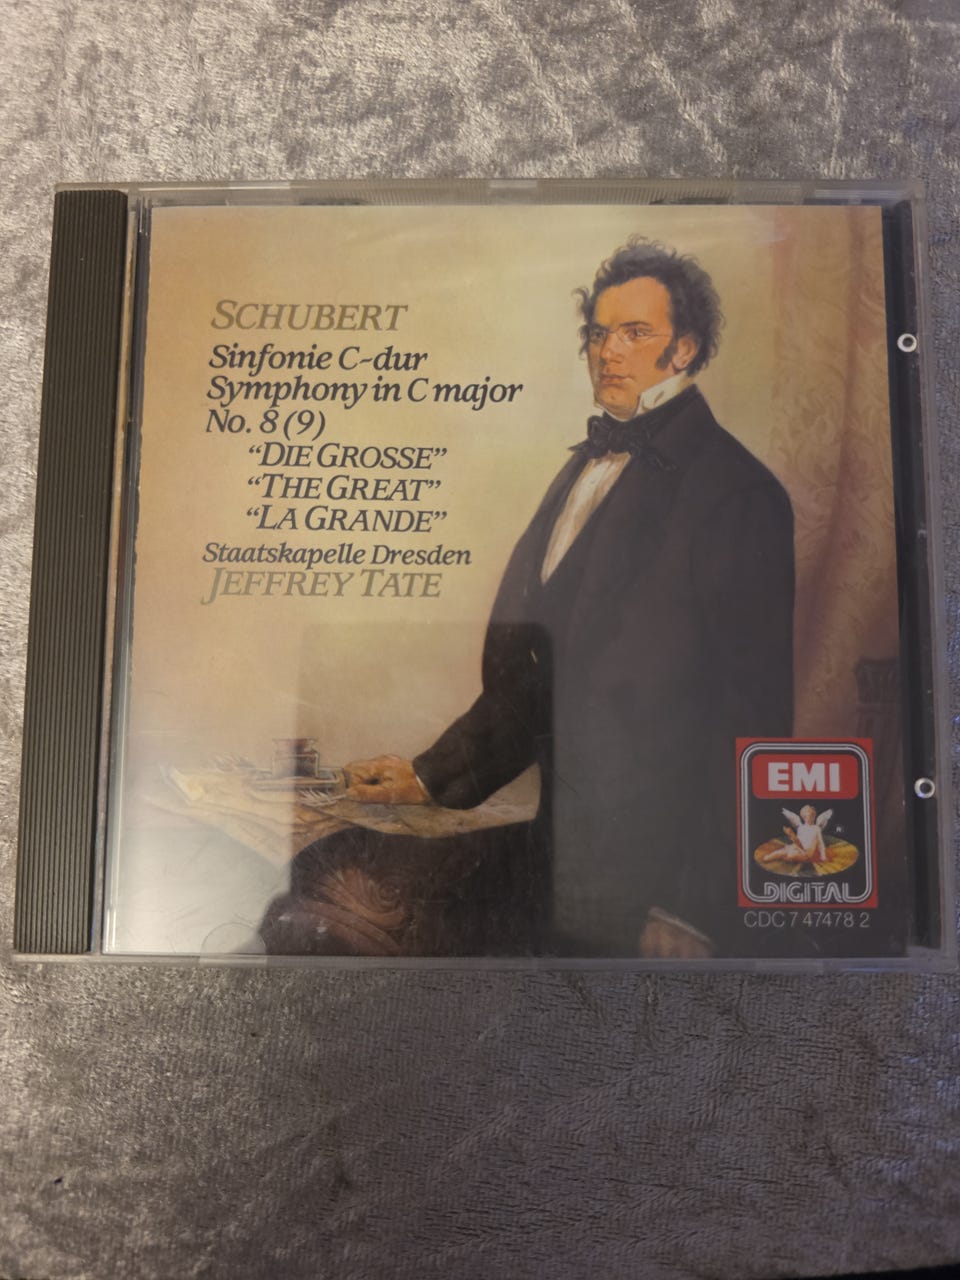 SCHUBERT
Sinfonie C-dur
Symphony in C major
No. 8 (9)
“DIE GROSSE”
“THE GREAT”
“LA GRANDE”
Staatskapelle Dresden
JEFFREY TATE
EMI
®
DIGITAL
CDC 7 47478 2